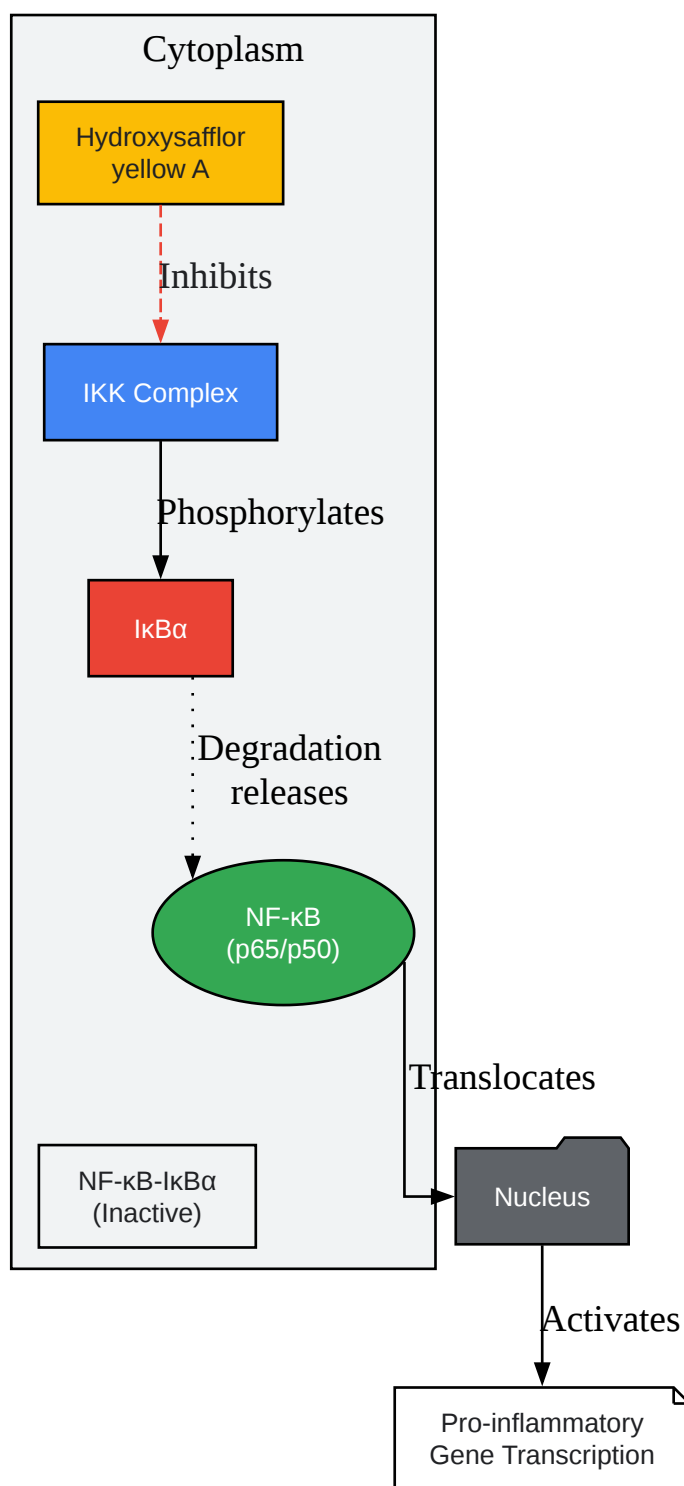 Cytoplasm
Hydroxysafflor
yellow A
Inhibits
IKK Complex
Phosphorylates
IκBα
Degradation
releases
NF-κB
(p65/p50)
Translocates
NF-κB-IκBα
(Inactive)
Nucleus
Activates
Pro-inflammatory
Gene Transcription